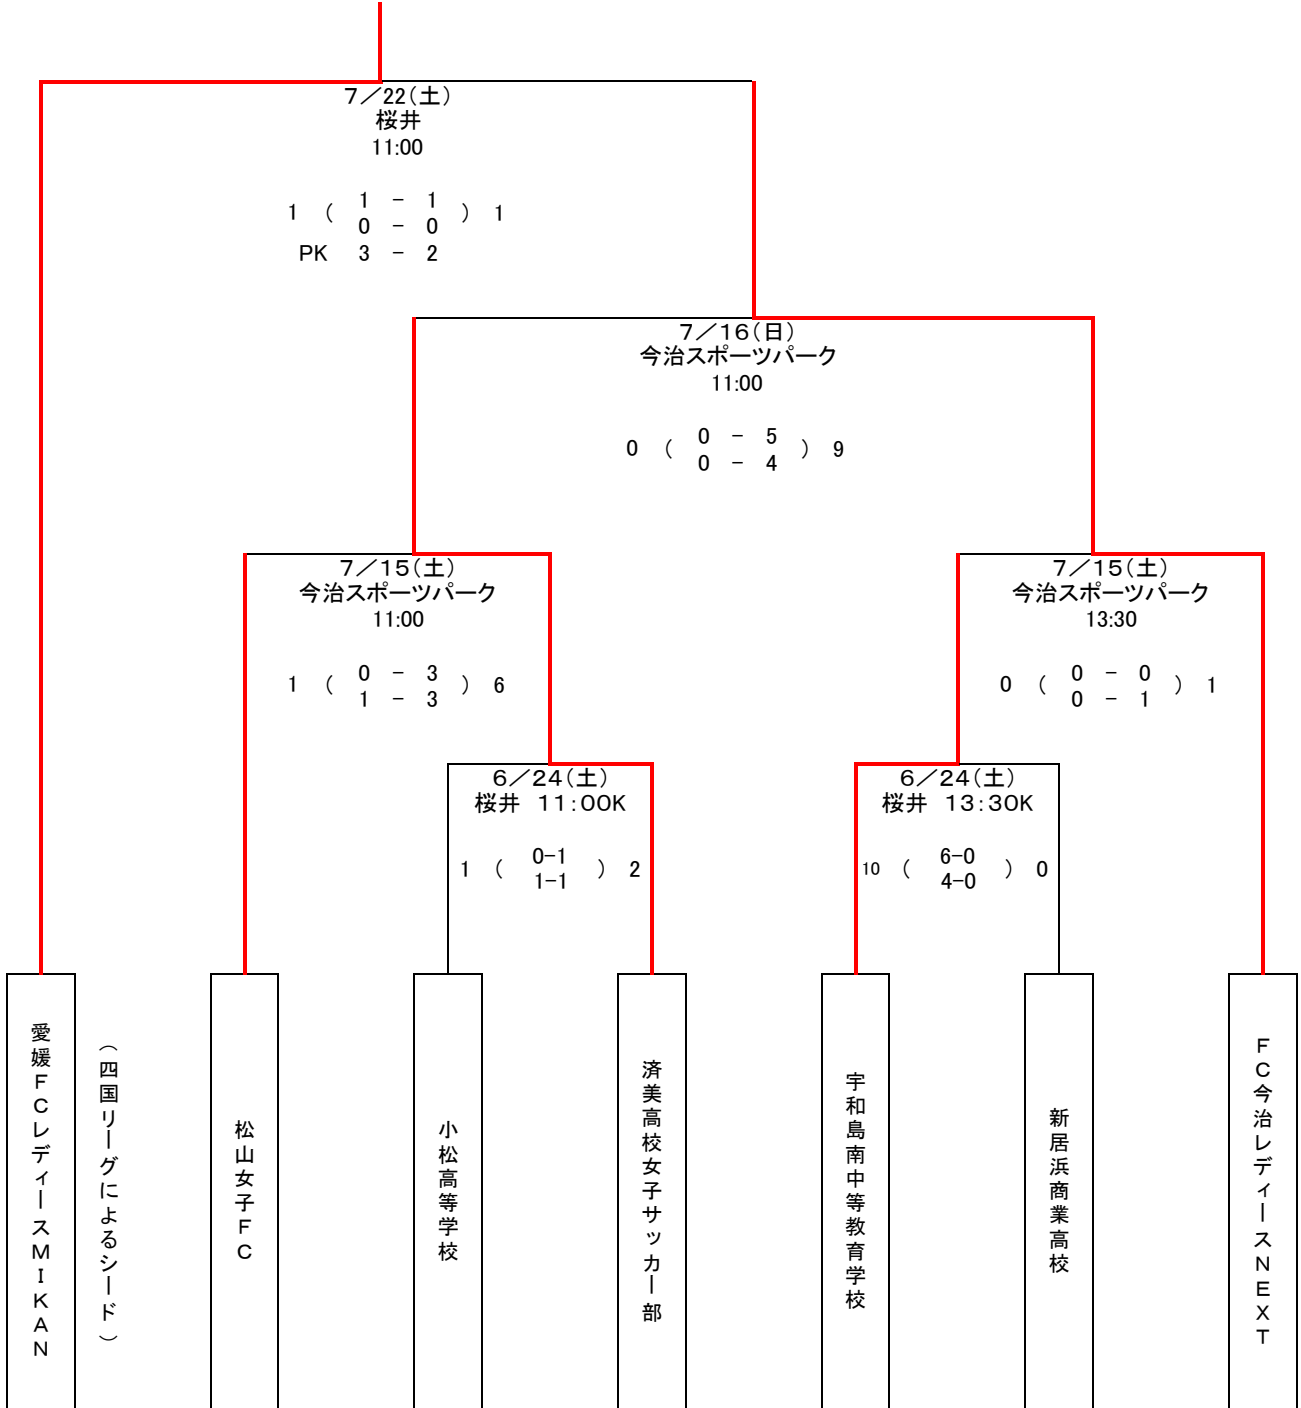 7／22(土)
桜井
11:00
1 ( 1 - 1 ) 1
0 - 0
PK 3 - 2
7／16(日)
今治スポーツパーク
11:00
0 ( 0 - 5 ) 9
0 - 4
7／15(土)
今治スポーツパーク
11:00
1 ( 0 - 3 ) 6
1 - 3
7／15(土)
今治スポーツパーク
13:30
0 ( 0 - 0 ) 1
0 - 1
6／24(土)
桜井 11:00K
1 ( 0-1 ) 2
1-1
6／24(土)
桜井 13:30K
10 ( 6-0 ) 0
4-0
愛媛FCレディースMIKAN
(四国リーグによるシード)
松山女子FC
小松高等学校
済美高校女子サッカー部
宇和島南中等教育学校
新居浜商業高校
FC今治レディースNEXT